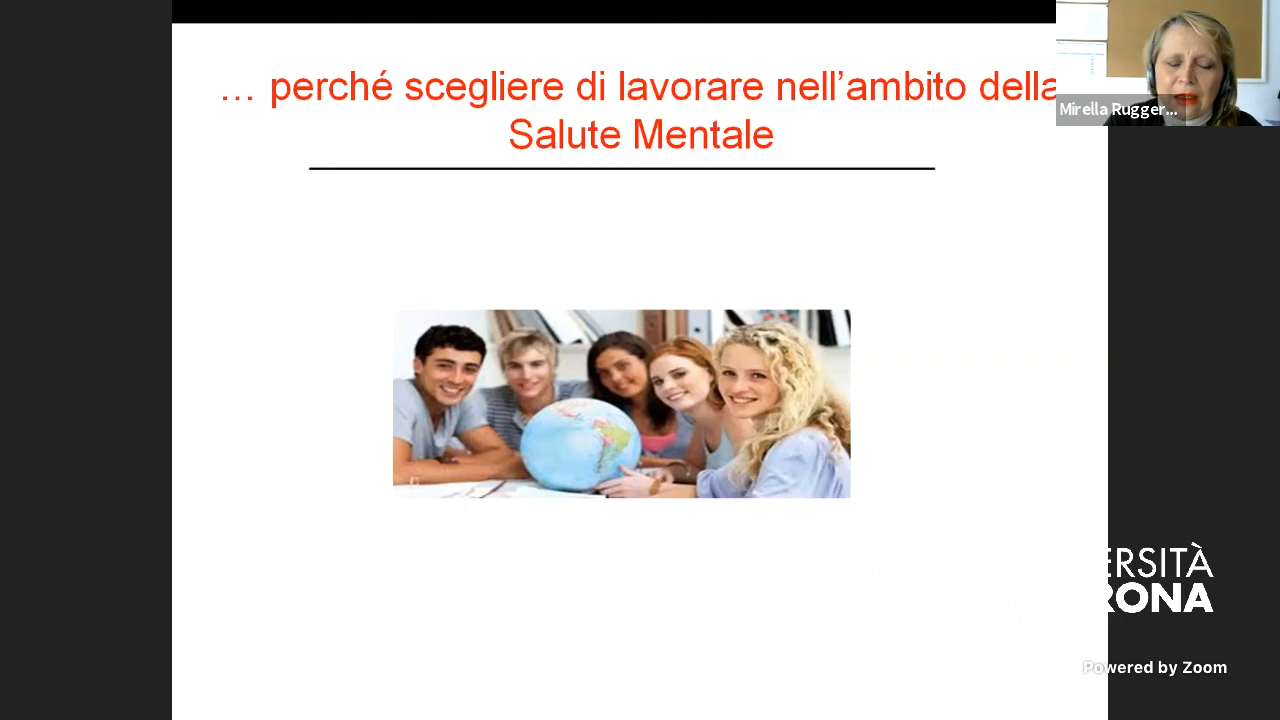 … perché scegliere di lavorare nell’ambito della
Salute Mentale
Mirella Rugger...
ERSITÀ
RONA
Powered by Zoom